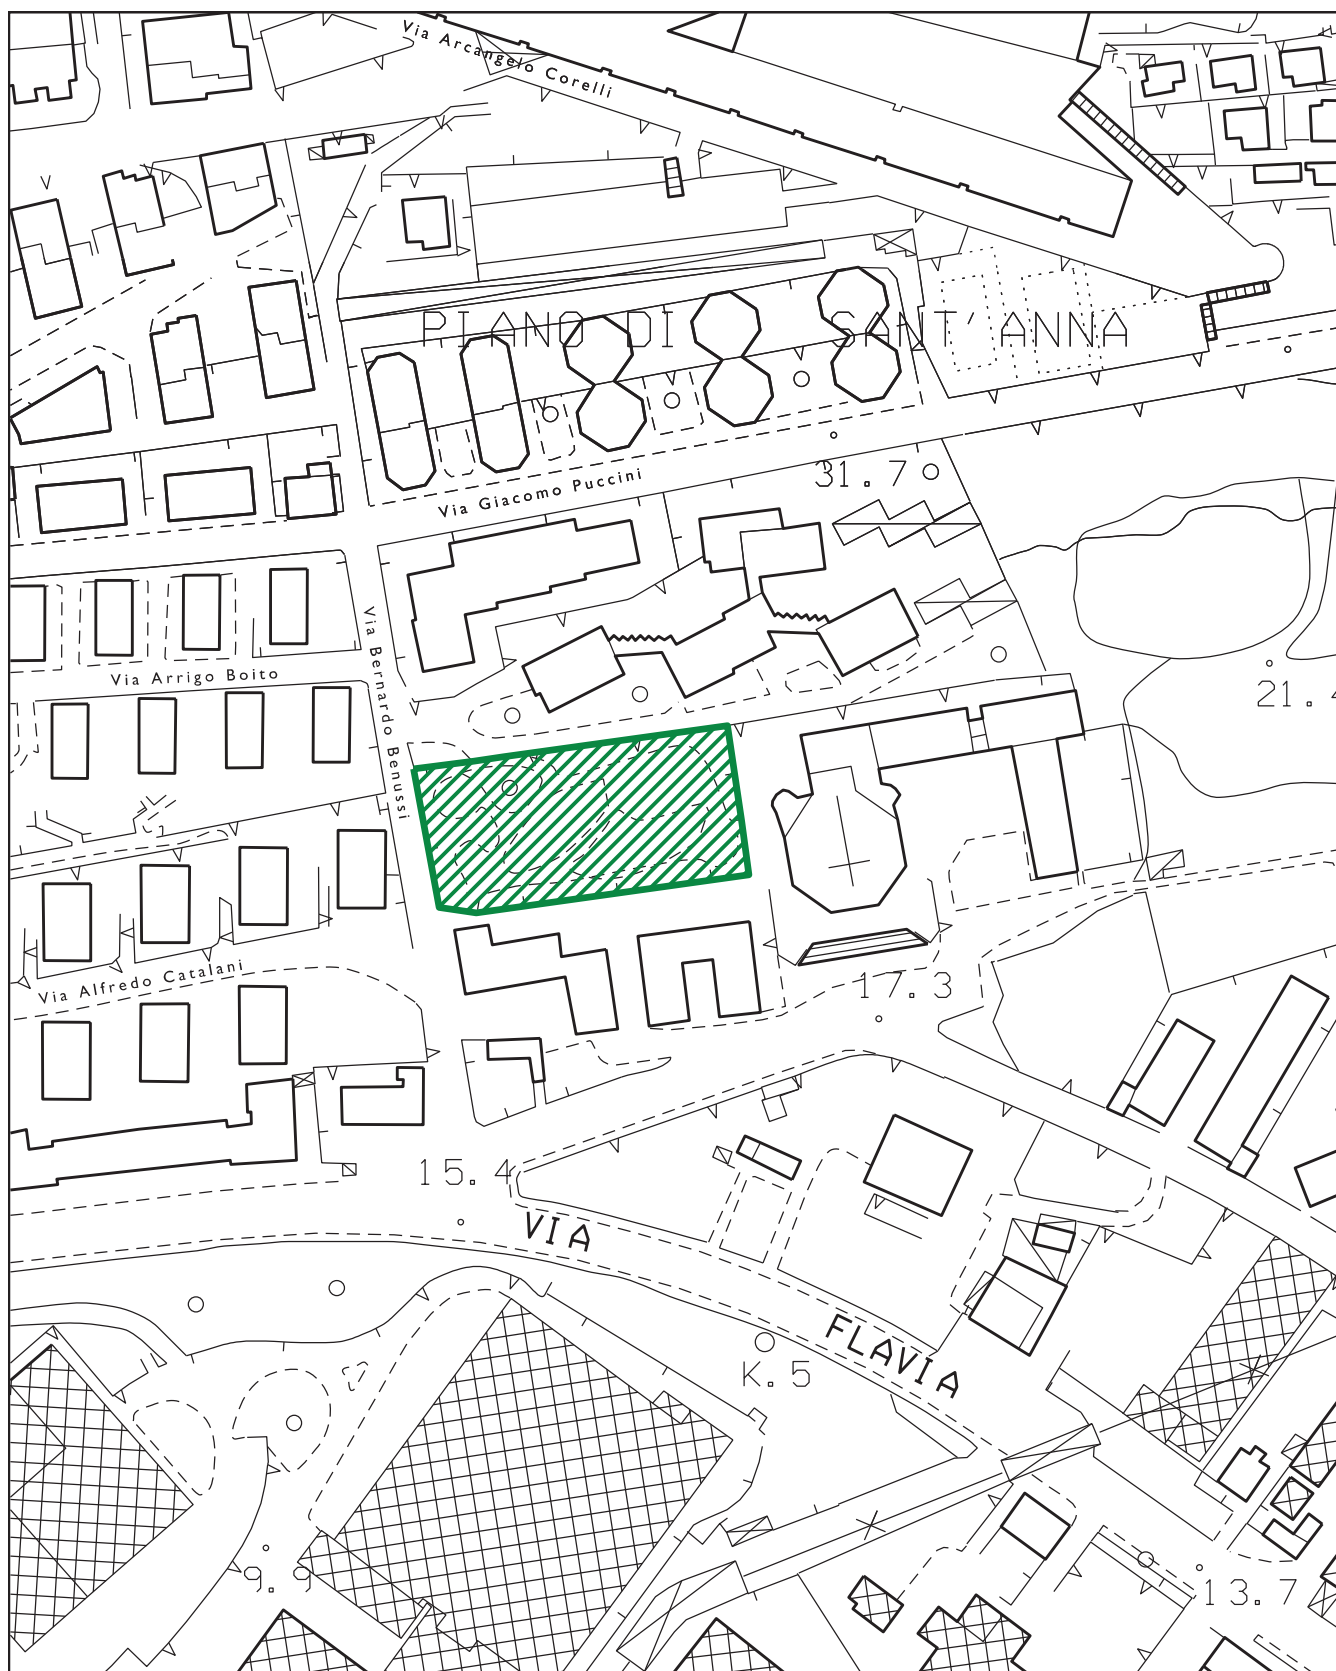 Via Arcangelo Corelli
PIANO DI SANT' ANNA
31.7
Via Giacomo Puccini
Via Bernardo Benussi
Via Arrigo Boito
21.4
Via Alfredo Catalani
17.3
15.4
VIA
FLAVIA
K.5
9.9
13.7